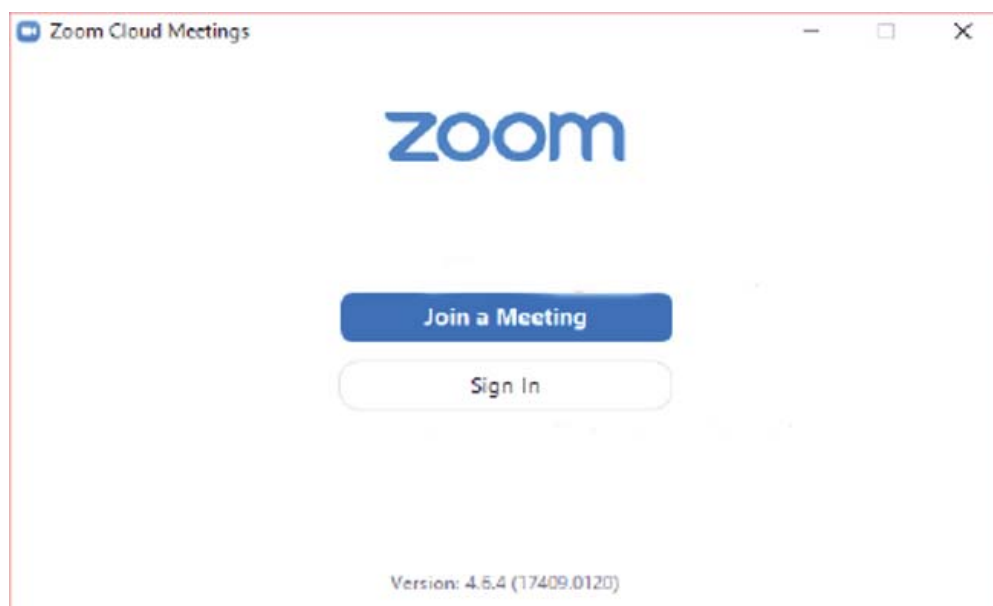 Zoom Cloud Meetings
zoom
Join a Meeting
Sign In
Version: 4.6.4 (17409.0120)